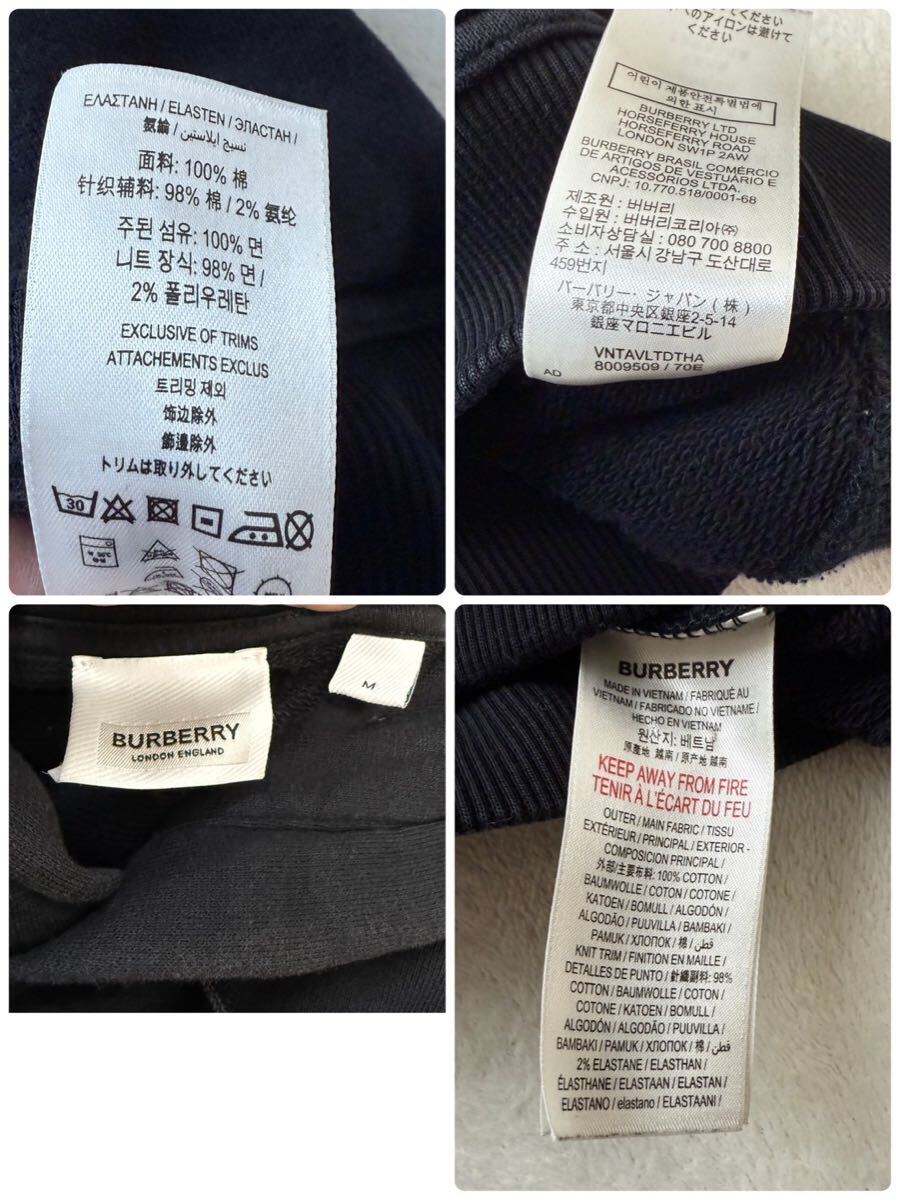 ΕΛΑΣΤΑΝΗ / ELASTEN / ЭЛАСТАН /
氨綸 / نسيج ايلاستين /
面料: 100% 棉
针织辅料: 98% 棉 / 2% 氨纶
주된 섬유: 100% 면
니트 장식: 98% 면 /
2% 폴리우레탄
EXCLUSIVE OF TRIMS
ATTACHEMENTS EXCLUS
트리밍 제외
饰边除外
飾邊除外
トリムは取り外してください
30
ください
へのアイロンは避けて
ください
어린이 제품안전특별법에
의한 표시
BURBERRY LTD
HORSEFERRY HOUSE
HORSEFERRY ROAD
LONDON SW1P 2AW
BURBERRY BRASIL COMÉRCIO
DE ARTIGOS DE VESTUÁRIO E
ACESSÓRIOS LTDA.
CNPJ: 10.770.518/0001-68
제조원 : 버버리
수입원 : 버버리코리아㈜
소비자상담실 : 080 700 8800
주 소 : 서울시 강남구 도산대로
459번지
バーバリー・ジャパン（株）
東京都中央区銀座2-5-14
銀座マロニエビル
VNTAVLTDTHA
8009509 / 70E
AD
BURBERRY
LONDON ENGLAND
M
BURBERRY
MADE IN VIETNAM / FABRIQUÉ AU
VIETNAM / FABRICADO NO VIETNAME /
HECHO EN VIETNAM
원산지: 베트남
原產地 越南 / 原产地 越南
KEEP AWAY FROM FIRE
TENIR À L'ÉCART DU FEU
OUTER / MAIN FABRIC / TISSU
EXTÉRIEUR / PRINCIPAL / EXTERIOR -
COMPOSICION PRINCIPAL /
外部/主要布料: 100% COTTON /
BAUMWOLLE / COTON / COTONE /
KATOEN / BOMULL / ALGODÓN /
ALGODÃO / PUUVILLA / BAMBAKI /
PAMUK / ХЛОПОК / 棉 / قطن /
KNIT TRIM / FINITION EN MAILLE /
DETALLES DE PUNTO / 針織副料: 98%
COTTON / BAUMWOLLE / COTON /
COTONE / KATOEN / BOMULL /
ALGODÓN / ALGODÃO / PUUVILLA /
BAMBAKI / PAMUK / ХЛОПОК / 棉 / قطن /
2% ELASTANE / ELASTHAN /
ÉLASTHANE / ELASTAAN / ELASTAN /
ELASTANO / elastano / ELASTAANI /